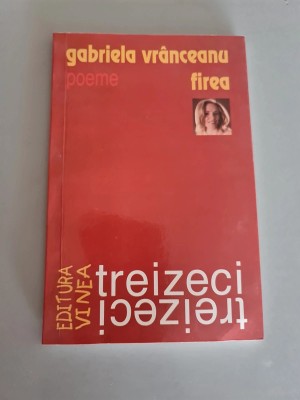 gabriela vrânceanu
poeme firea
EDITURA
VINEA
treizeci
treizeci